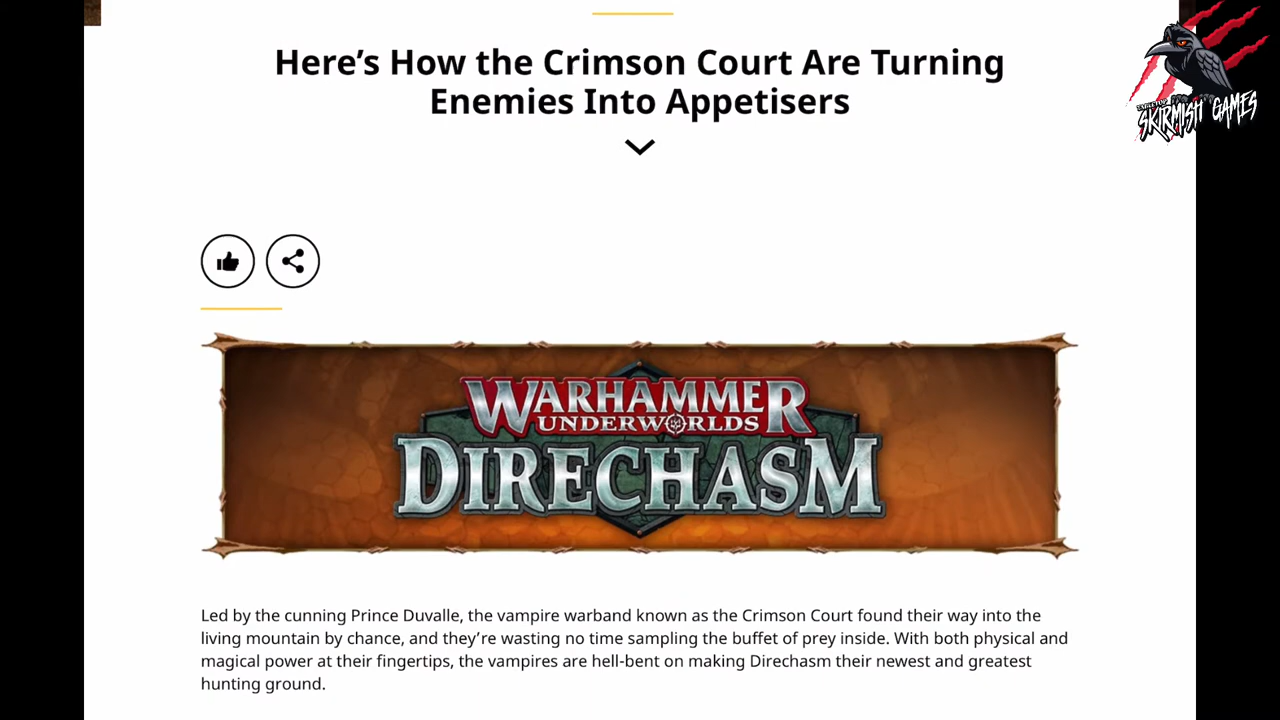 Here’s How the Crimson Court Are Turning
Enemies Into Appetisers
SKIRMISH GAMES
WARHAMMER
UNDERWORLDS
DIRECHASM
Led by the cunning Prince Duvalle, the vampire warband known as the Crimson Court found their way into the
living mountain by chance, and they’re wasting no time sampling the buffet of prey inside. With both physical and
magical power at their fingertips, the vampires are hell-bent on making Direchasm their newest and greatest
hunting ground.